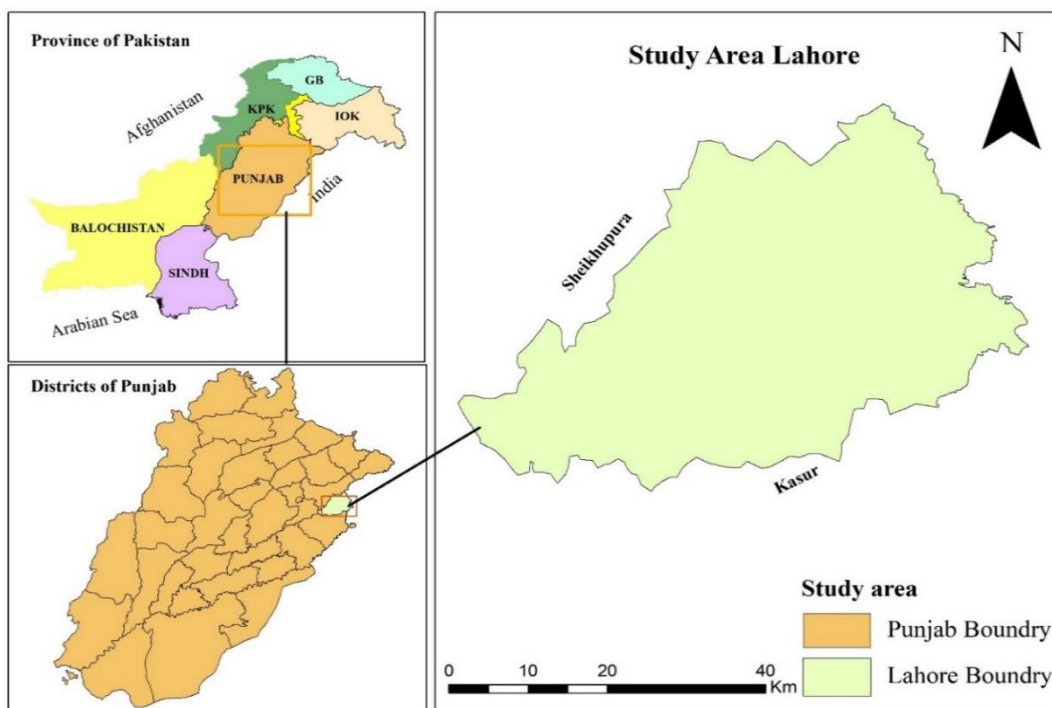 Province of Pakistan
GB
KPK
IOK
Afghanistan
PUNJAB
India
BALOCHISTAN
SINDH
Arabian Sea
Districts of Punjab
Study Area Lahore
N
Sheikhupura
Kasur
Study area
Punjab Boundry
Lahore Boundry
0 10 20 40
Km